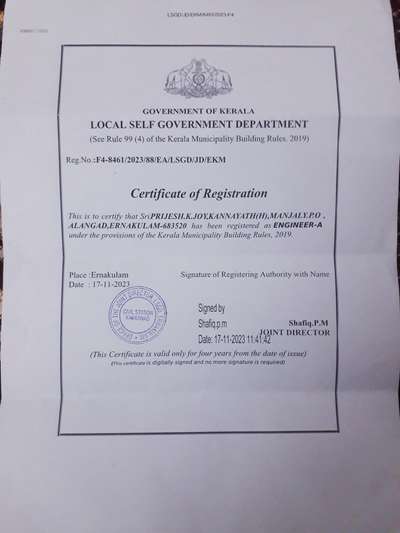 GOVERNMENT OF KERALA
LOCAL SELF GOVERNMENT DEPARTMENT
(See Rule 99 (4) of the Kerala Municipality Building Rules. 2019)
Reg.No.:F4-8461/2023/88/EA/LSGD/JD/EKM
Certificate of Registration
This is to certify that Sri.PRIJESH.K.JOY,KANNAYATH(H),MANJALY.P.O ,
ALANGAD,ERNAKULAM-683520 has been registered as ENGINEER-A
under the provisions of the Kerala Municipality Building Rules, 2019.
Place :Ernakulam
Signature of Registering Authority with Name
Date : 17-11-2023
CIVIL STATION
KAKKANAD
Signed by
Shafiq.p.m
Date: 17-11-2023 11:41:42
Shafiq.P.M
JOINT DIRECTOR
(This Certificate is valid only for four years from the date of issue)
(This certificate is digitally signed and no more signature is required)